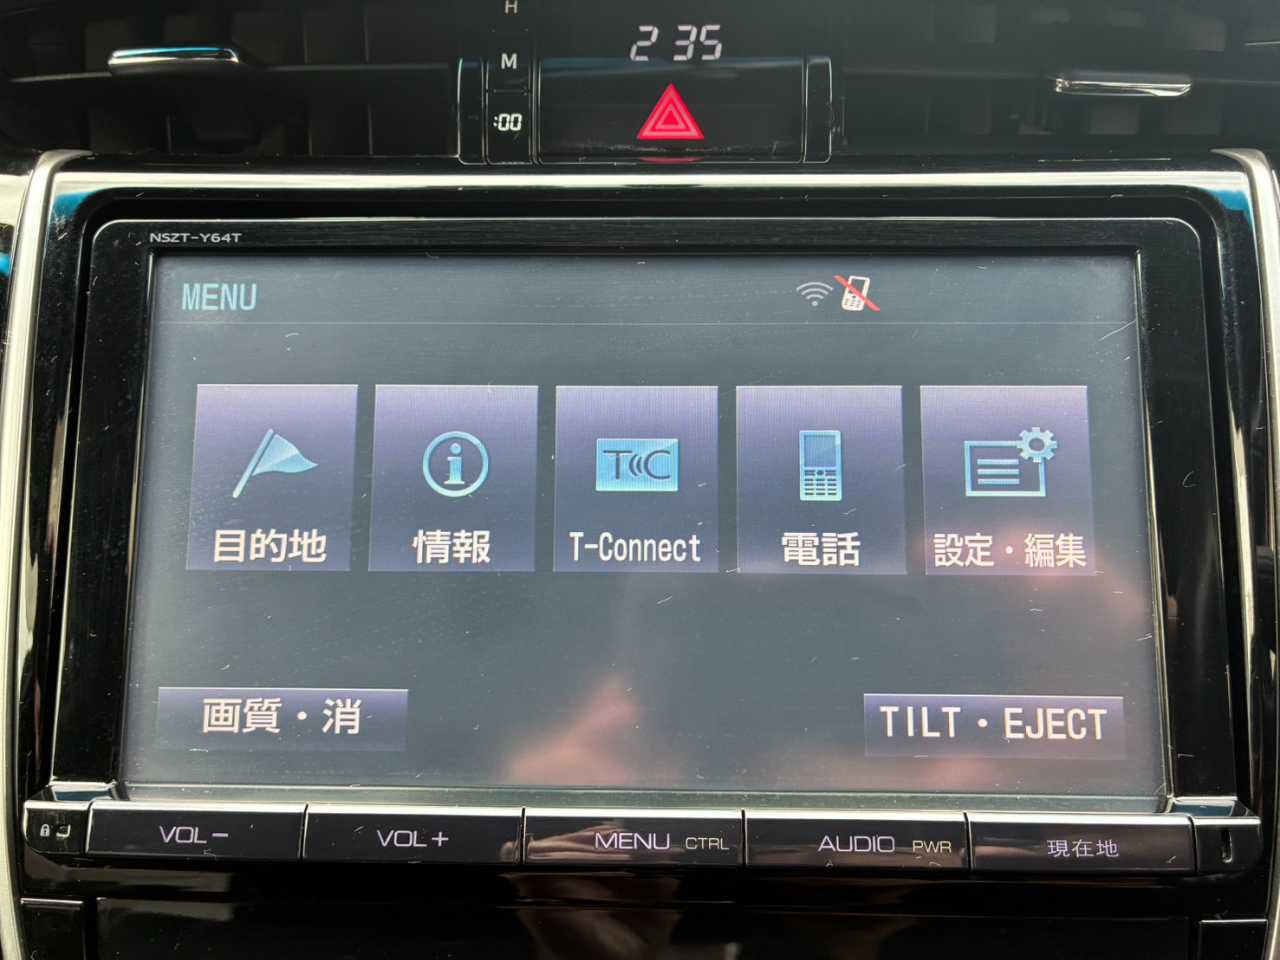 H
2 35
M
:00
NSZT-Y64T
MENU
目的地
情報
T C
T-Connect
電話
設定・編集
画質・消
TILT・EJECT
VOL−
VOL+
MENU CTRL
AUDIO PWR
現在地